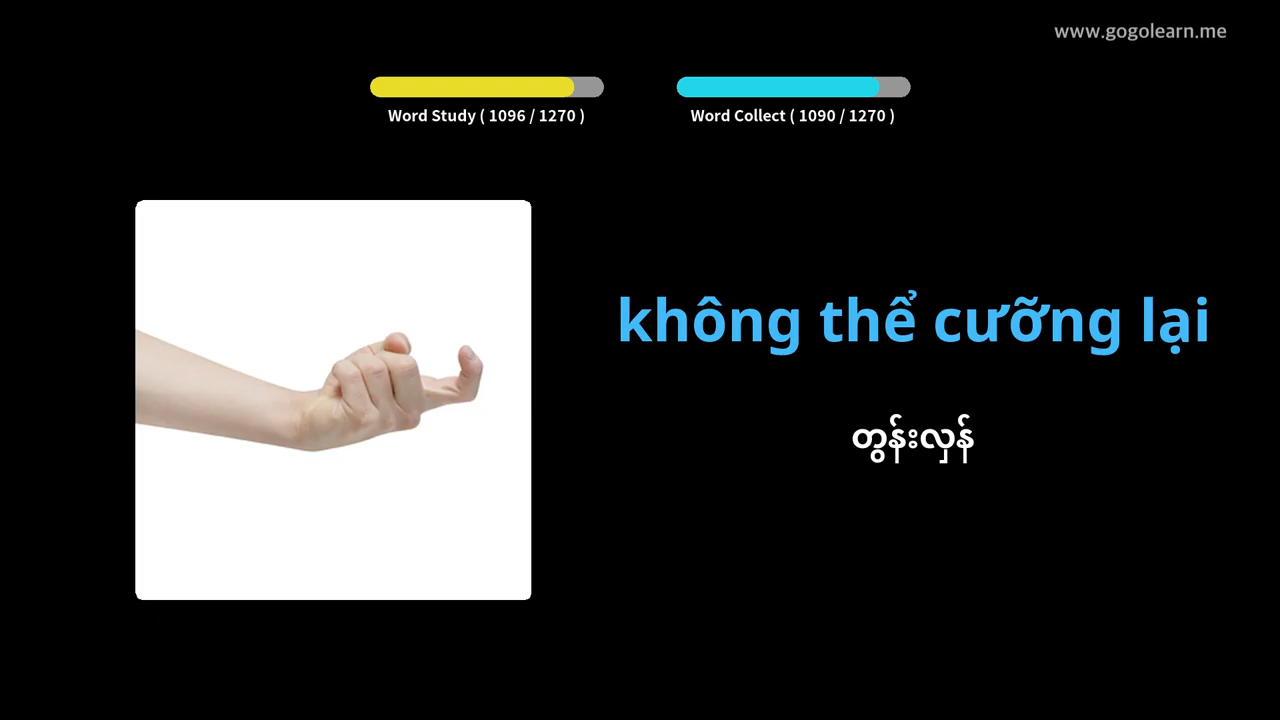 www.gogolearn.me
Word Study ( 1096 / 1270 )
Word Collect ( 1090 / 1270 )
không thể cưỡng lại
တွန်းလှန်